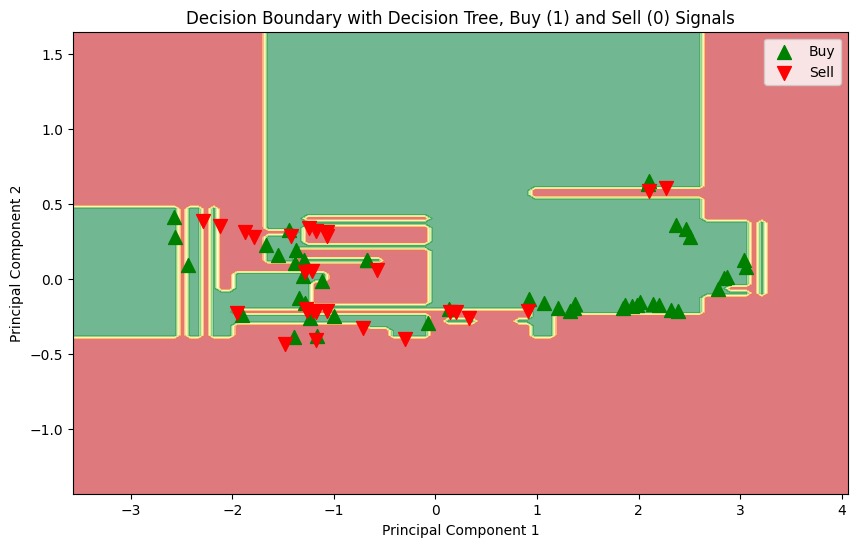 Decision Boundary with Decision Tree, Buy (1) and Sell (0) Signals
Buy
Sell
1.5
1.0
0.5
0.0
−0.5
−1.0
Principal Component 2
−3
−2
−1
0
1
2
3
4
Principal Component 1